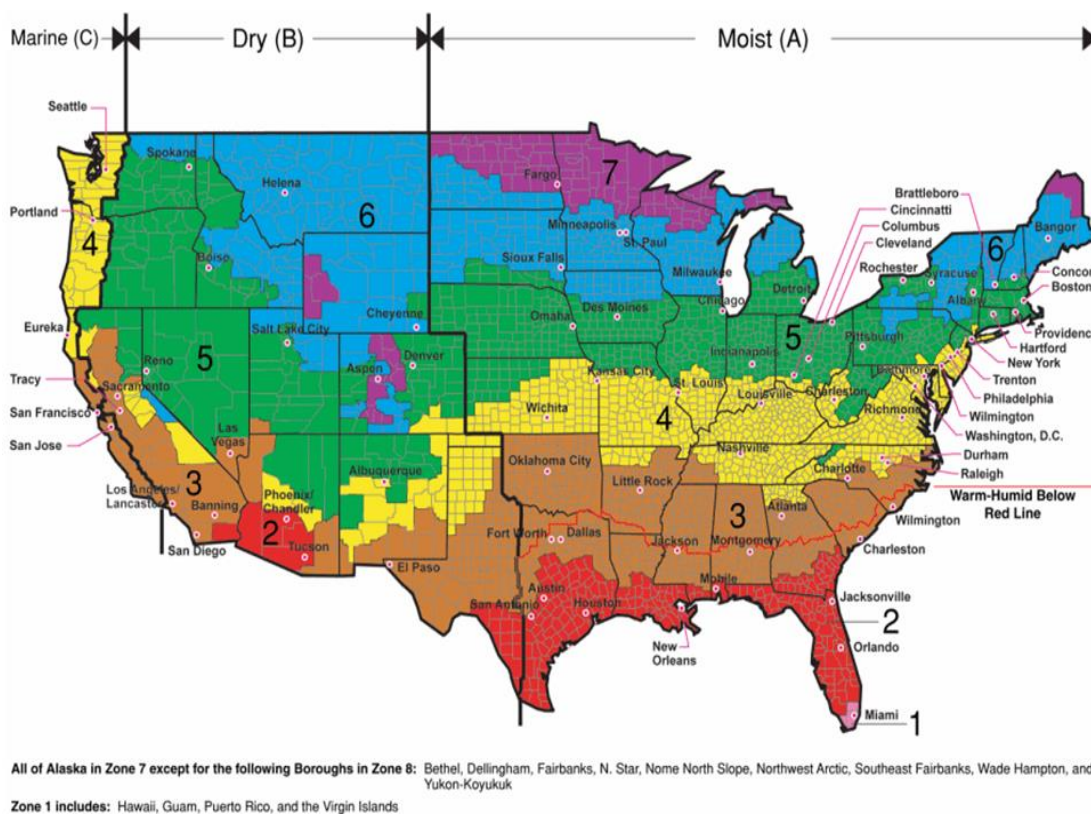 Marine (C) Dry (B) Moist (A)
Seattle
Spokane
Helena
Fargo
7
Brattleboro
Cincinnatti
Columbus
Cleveland
Portland
4
6
Minneapolis
St. Paul
Bangor
6
Boise
Sioux Falls
Milwaukee
Rochester
Syracuse
Concor
Detroit
Albany
Boston
Eureka
Salt Lake City
Cheyenne
Des Moines
Chicago
Omaha
5
Pittsburgh
Providenc
Hartford
Reno
5
Denver
Indianapolis
New York
Aspen
Kansas City
Baltimore
Trenton
Tracy
Sacramento
St. Louis
Charleston
Philadelphia
San Francisco
Wichita
4
Louisville
Richmond
Wilmington
San Jose
Las Vegas
Washington, D.C.
Nashville
Durham
Albuquerque
Oklahoma City
Charlotte
Raleigh
3
Los Angeles/
Lancaster
Banning
Phoenix/
Chandler
Little Rock
Atlanta
Warm-Humid Below
Red Line
2
3
Wilmington
San Diego
Tucson
Fort Worth
Dallas
Jackson
Montgomery
Charleston
El Paso
Austin
Mobile
San Antonio
Houston
Jacksonville
2
New
Orleans
Orlando
Miami
1
All of Alaska in Zone 7 except for the following Boroughs in Zone 8: Bethel, Dellingham, Fairbanks, N. Star, Nome North Slope, Northwest Arctic, Southeast Fairbanks, Wade Hampton, and
Yukon-Koyukuk
Zone 1 includes: Hawaii, Guam, Puerto Rico, and the Virgin Islands